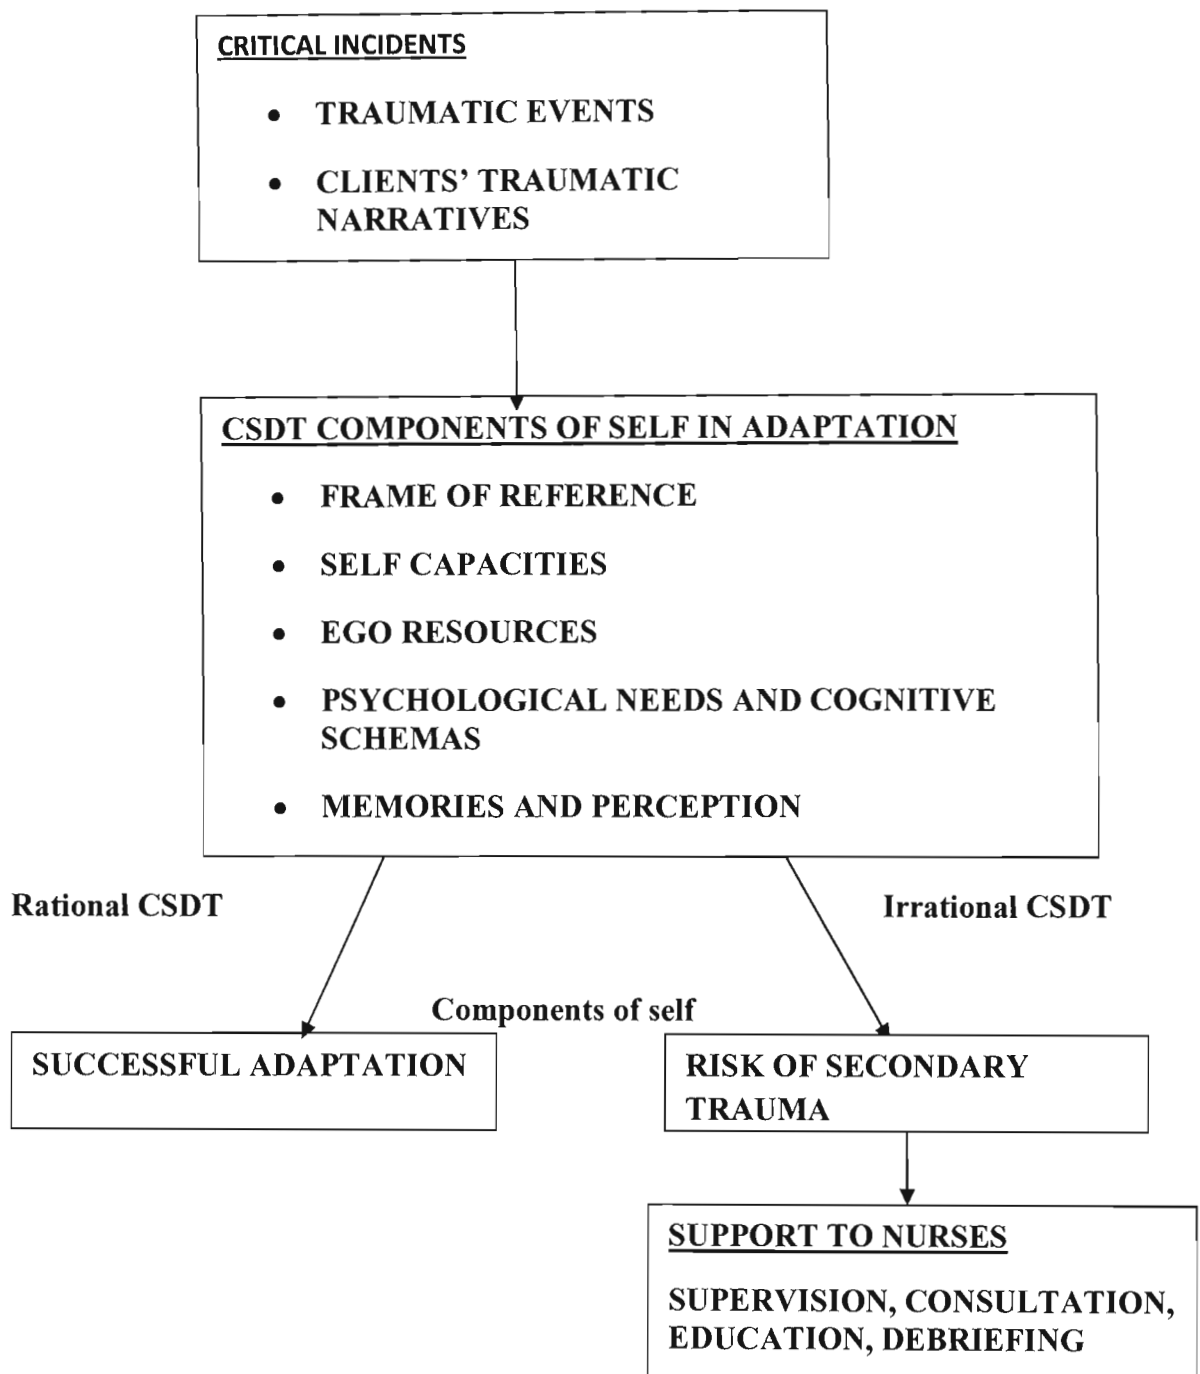 CRITICAL INCIDENTS
• TRAUMATIC EVENTS
• CLIENTS’ TRAUMATIC
NARRATIVES
CSDT COMPONENTS OF SELF IN ADAPTATION
• FRAME OF REFERENCE
• SELF CAPACITIES
• EGO RESOURCES
• PSYCHOLOGICAL NEEDS AND COGNITIVE
SCHEMAS
• MEMORIES AND PERCEPTION
Rational CSDT
Irrational CSDT
Components of self
SUCCESSFUL ADAPTATION
RISK OF SECONDARY
TRAUMA
SUPPORT TO NURSES
SUPERVISION, CONSULTATION,
EDUCATION, DEBRIEFING